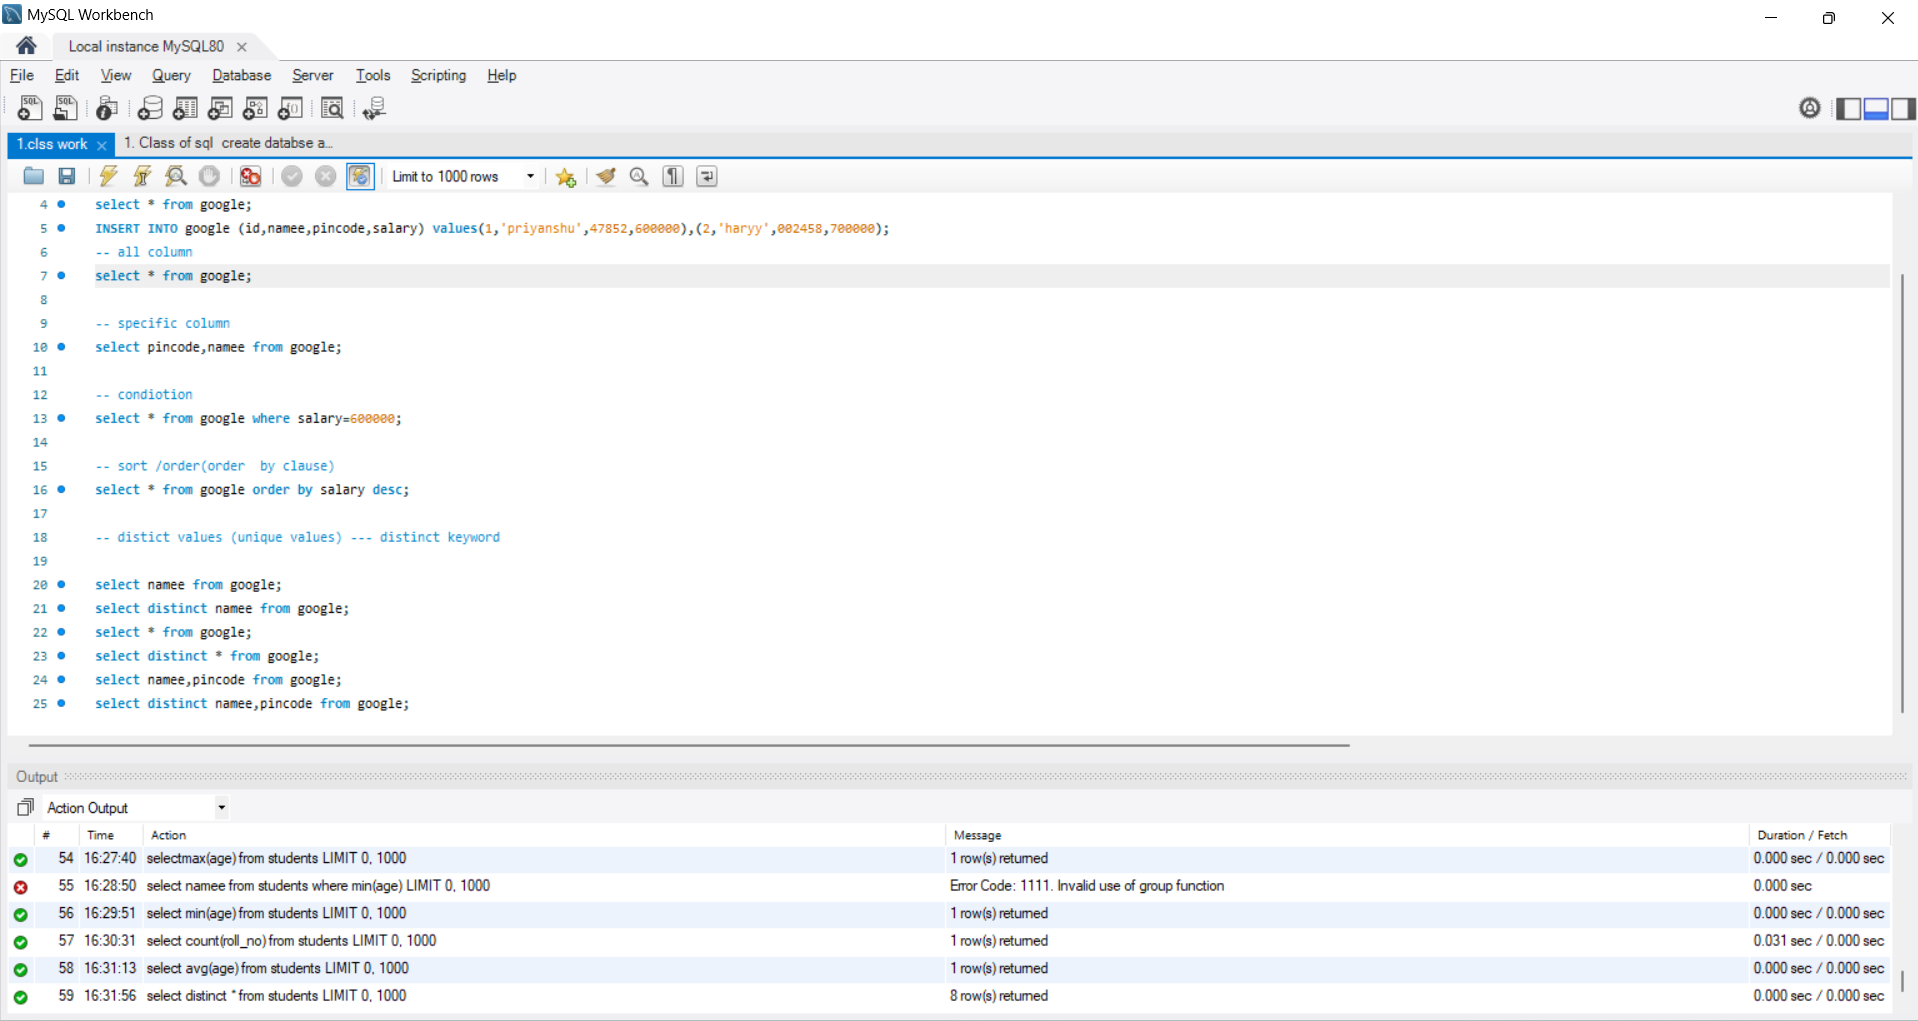 MySQL Workbench
Local instance MySQL80
File Edit View Query Database Server Tools Scripting Help
1.clss work 1. Class of sql create databse a...
Limit to 1000 rows
4 select * from google;
5 INSERT INTO google (id,namee,pincode,salary) values(1,'priyanshu',47852,600000),(2,'haryy',002458,700000);
6 -- all column
7 select * from google;
8
9 -- specific column
10 select pincode,namee from google;
11
12 -- condiotion
13 select * from google where salary=600000;
14
15 -- sort /order(order  by clause)
16 select * from google order by salary desc;
17
18 -- distict values (unique values) --- distinct keyword
19
20 select namee from google;
21 select distinct namee from google;
22 select * from google;
23 select distinct * from google;
24 select namee,pincode from google;
25 select distinct namee,pincode from google;
Output
Action Output
# Time Action Message Duration / Fetch
54 16:27:40 selectmax(age) from students LIMIT 0, 1000 1 row(s) returned 0.000 sec / 0.000 sec
55 16:28:50 select namee from students where min(age) LIMIT 0, 1000 Error Code: 1111. Invalid use of group function 0.000 sec
56 16:29:51 select min(age) from students LIMIT 0, 1000 1 row(s) returned 0.000 sec / 0.000 sec
57 16:30:31 select count(roll_no) from students LIMIT 0, 1000 1 row(s) returned 0.031 sec / 0.000 sec
58 16:31:13 select avg(age) from students LIMIT 0, 1000 1 row(s) returned 0.000 sec / 0.000 sec
59 16:31:56 select distinct * from students LIMIT 0, 1000 8 row(s) returned 0.000 sec / 0.000 sec